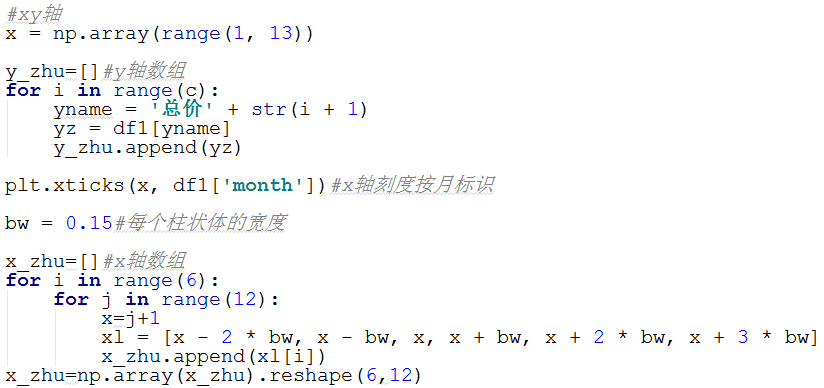 #xy轴
x = np.array(range(1, 13))
y_zhu=[]#y轴数组
for i in range(c):
    yname = '总价' + str(i + 1)
    yz = df1[yname]
    y_zhu.append(yz)
plt.xticks(x, df1['month'])#x轴刻度按月标识
bw = 0.15#每个柱状体的宽度
x_zhu=[]#x轴数组
for i in range(6):
    for j in range(12):
        x=j+1
        xl = [x - 2 * bw, x - bw, x, x + bw, x + 2 * bw, x + 3 * bw]
        x_zhu.append(xl[i])
x_zhu=np.array(x_zhu).reshape(6,12)